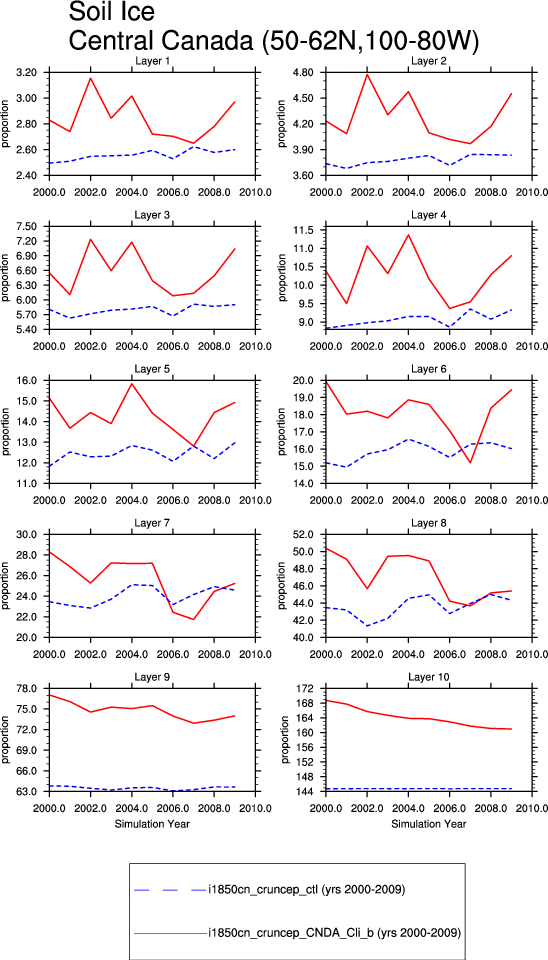 Soil Ice
Central Canada (50-62N,100-80W)
Layer 1
Layer 2
proportion
3.20
3.00
2.80
2.60
2.40
2000.0 2002.0 2004.0 2006.0 2008.0 2010.0
proportion
4.80
4.50
4.20
3.90
3.60
2000.0 2002.0 2004.0 2006.0 2008.0 2010.0
Layer 3
Layer 4
proportion
7.50
7.20
6.90
6.60
6.30
6.00
5.70
5.40
2000.0 2002.0 2004.0 2006.0 2008.0 2010.0
proportion
11.5
11.0
10.5
10.0
9.5
9.0
2000.0 2002.0 2004.0 2006.0 2008.0 2010.0
Layer 5
Layer 6
proportion
16.0
15.0
14.0
13.0
12.0
11.0
2000.0 2002.0 2004.0 2006.0 2008.0 2010.0
proportion
20.0
19.0
18.0
17.0
16.0
15.0
14.0
2000.0 2002.0 2004.0 2006.0 2008.0 2010.0
Layer 7
Layer 8
proportion
30.0
28.0
26.0
24.0
22.0
20.0
2000.0 2002.0 2004.0 2006.0 2008.0 2010.0
proportion
52.0
50.0
48.0
46.0
44.0
42.0
40.0
2000.0 2002.0 2004.0 2006.0 2008.0 2010.0
Layer 9
Layer 10
proportion
78.0
75.0
72.0
69.0
66.0
63.0
2000.0 2002.0 2004.0 2006.0 2008.0 2010.0
Simulation Year
proportion
172
168
164
160
156
152
148
144
2000.0 2002.0 2004.0 2006.0 2008.0 2010.0
Simulation Year
i1850cn_cruncep_ctl (yrs 2000-2009)
i1850cn_cruncep_CNDA_Cli_b (yrs 2000-2009)